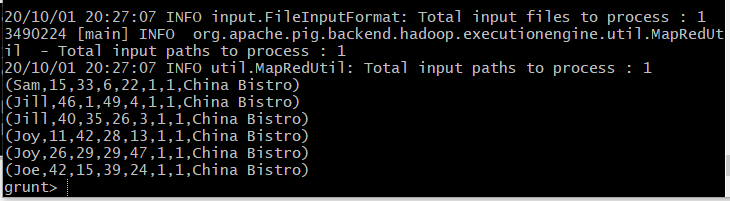 20/10/01 20:27:07 INFO input.FileInputFormat: Total input files to process : 1
3490224 [main] INFO  org.apache.pig.backend.hadoop.executionengine.util.MapRedUt
il  - Total input paths to process : 1
20/10/01 20:27:07 INFO util.MapRedUtil: Total input paths to process : 1
(Sam,15,33,6,22,1,1,China Bistro)
(Jill,46,1,49,4,1,1,China Bistro)
(Jill,40,35,26,3,1,1,China Bistro)
(Joy,11,42,28,13,1,1,China Bistro)
(Joy,26,29,29,47,1,1,China Bistro)
(Joe,42,15,39,24,1,1,China Bistro)
grunt>